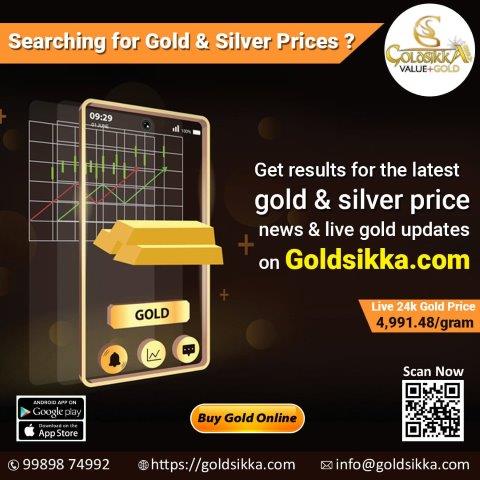 Searching for Gold & Silver Prices ?
GOLDSIKKA
VALUE+GOLD
09:29
01 JUNE
100%
Get results for the latest
gold & silver price
news & live gold updates
on Goldsikka.com
GOLD
Live 24k Gold Price
4,991.48/gram
Scan Now
ANDROID APP ON
Google play
Download on the
App Store
Buy Gold Online
99898 74992
https://goldsikka.com
info@goldsikka.com